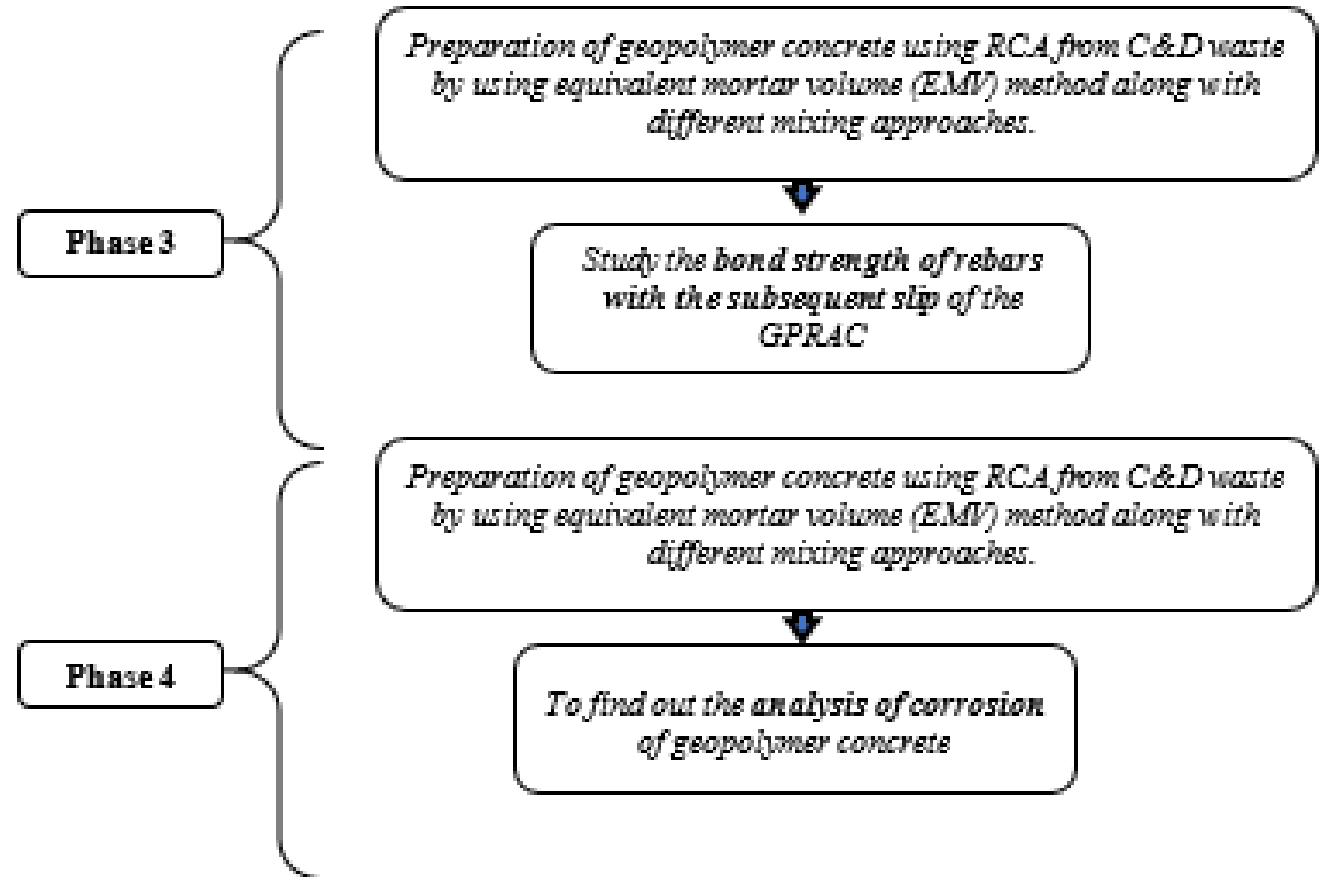 Preparation of geopolymer concrete using RCA from C&D waste
by using equivalent mortar volume (EMV) method along with
different mixing approaches.
Phase 3
Study the bond strength of rebars
with the subsequent slip of the
GPRAC
Preparation of geopolymer concrete using RCA from C&D waste
by using equivalent mortar volume (EMV) method along with
different mixing approaches.
Phase 4
To find out the analysis of corrosion
of geopolymer concrete